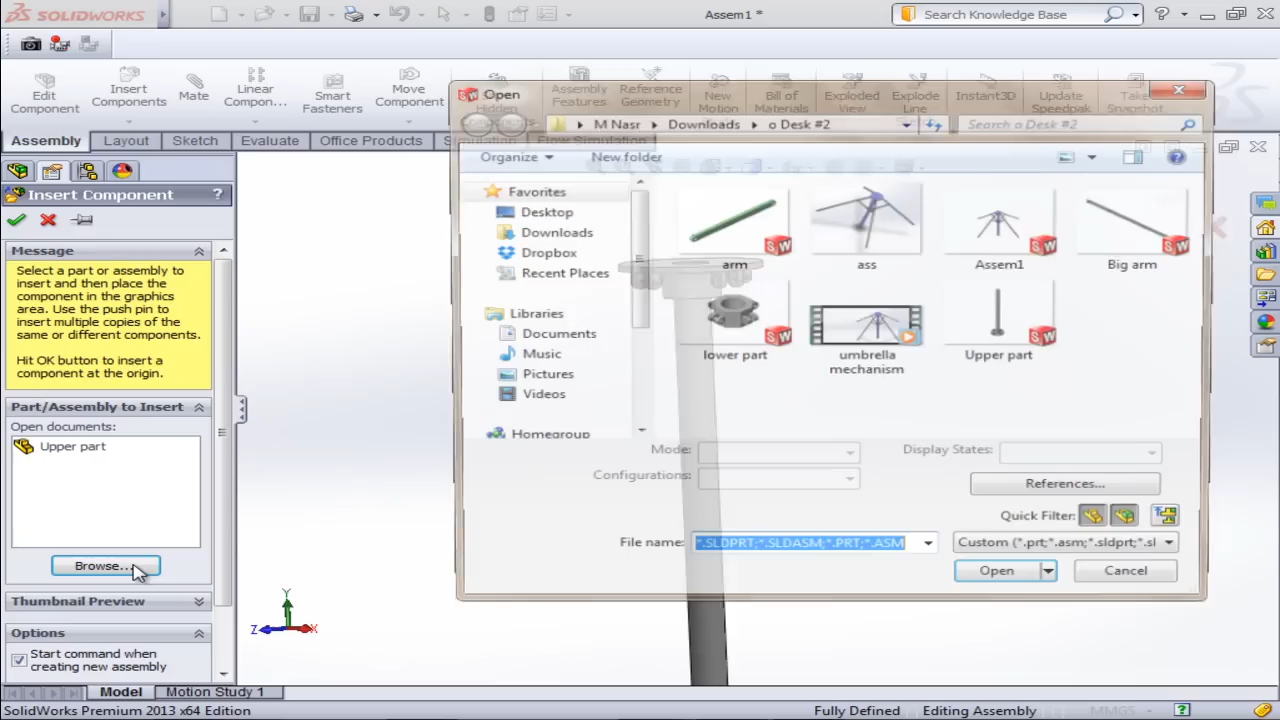 SOLIDWORKS
Assem1 *
Search Knowledge Base
Edit
Component
Insert
Components
Mate
Linear
Compon...
Smart
Fasteners
Move
Component
Hidden
Assembly
Features
Reference
Geometry
New
Motion
Bill of
Materials
Exploded
View
Explode
Line
Instant3D
Update
Speedpak
Take
Snapshot
Assembly
Layout
Sketch
Evaluate
Office Products
Simulation
Flow Simulation
Insert Component
?
Message
Select a part or assembly to
insert and then place the
component in the graphics
area. Use the push pin to
insert multiple copies of the
same or different components.
Hit OK button to insert a
component at the origin.
Part/Assembly to Insert
Open documents:
Upper part
Browse...
Thumbnail Preview
Options
Start command when
creating new assembly
Open
M Nasr
Downloads
o Desk #2
Search o Desk #2
Organize
New folder
Favorites
Desktop
Downloads
Dropbox
Recent Places
Libraries
Documents
Music
Pictures
Videos
Homegroup
arm
ass
Assem1
Big arm
lower part
umbrella
mechanism
Upper part
Mode:
Display States:
Configurations:
References...
Quick Filter:
File name:
*.SLDPRT;*.SLDASM;*.PRT;*.ASM
Custom (*.prt;*.asm;*.sldprt;*.sl
Open
Cancel
Y
Z
X
Model
Motion Study 1
SolidWorks Premium 2013 x64 Edition
Fully Defined
Editing Assembly
MMGS